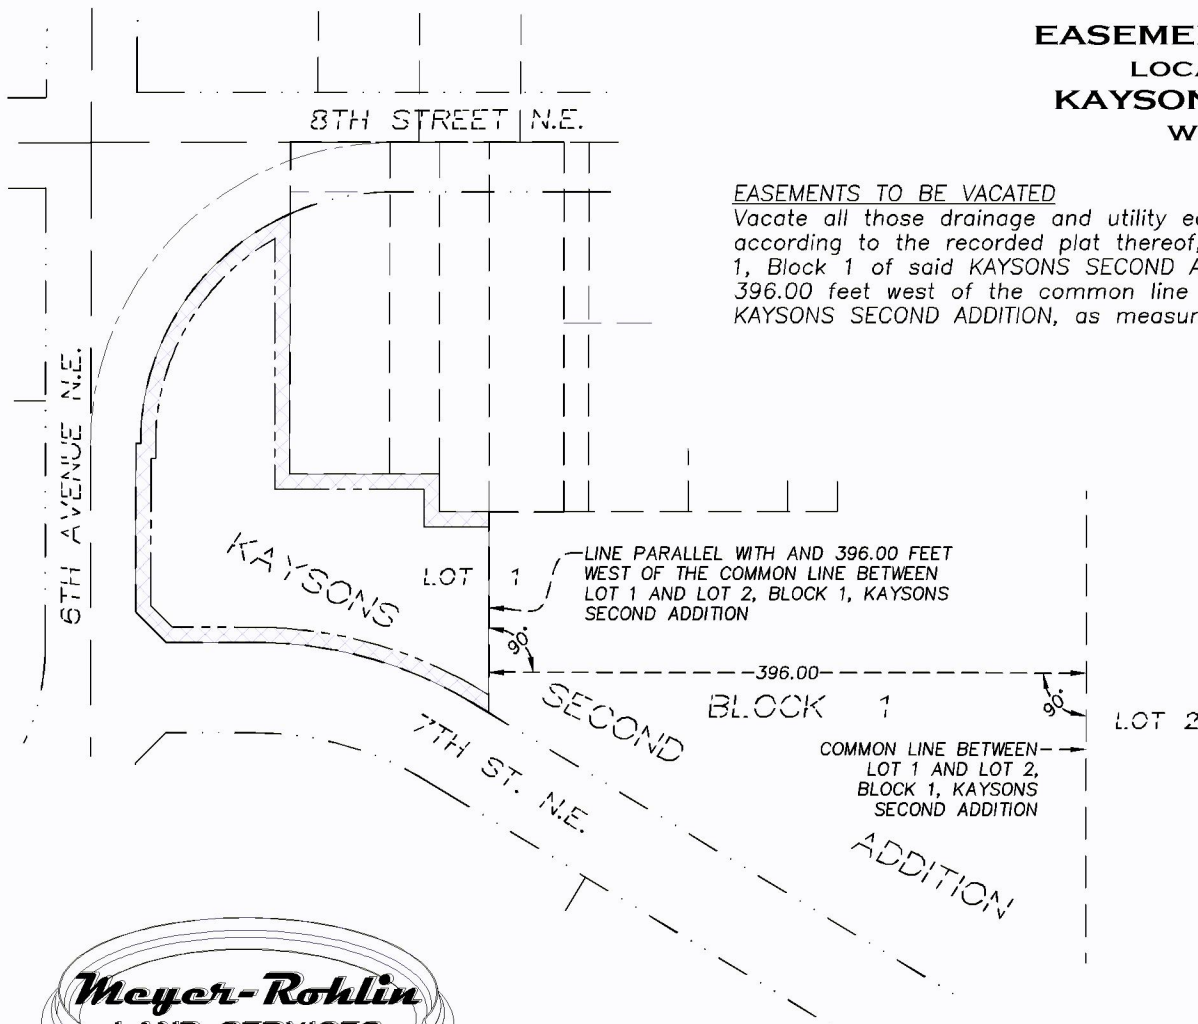 EASEME
LOCA
KAYSON
W
8TH STREET N.E.
EASEMENTS TO BE VACATED
Vacate all those drainage and utility e
according to the recorded plat thereof,
1, Block 1 of said KAYSONS SECOND A
396.00 feet west of the common line
KAYSONS SECOND ADDITION, as measur
6TH AVENUE N.E.
KAYSONS
LOT 1
LINE PARALLEL WITH AND 396.00 FEET
WEST OF THE COMMON LINE BETWEEN
LOT 1 AND LOT 2, BLOCK 1, KAYSONS
SECOND ADDITION
90°
396.00
SECOND
BLOCK 1
90°
LOT 2
7TH ST. N.E.
COMMON LINE BETWEEN
LOT 1 AND LOT 2,
BLOCK 1, KAYSONS
SECOND ADDITION
ADDITION
Meyer-Rohlin
LAND SERVICES